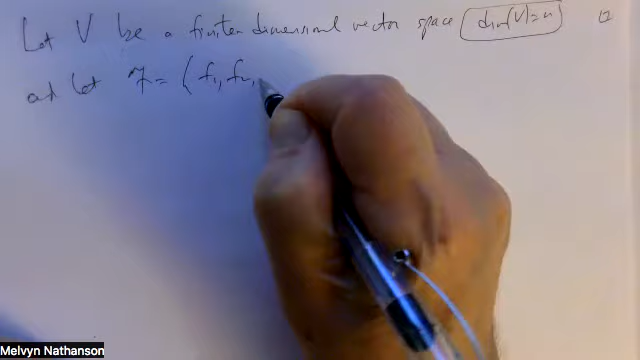 Let V be a finite dimensional vector space dim(V)=n
and let F = (f1, f2,
Melvyn Nathanson